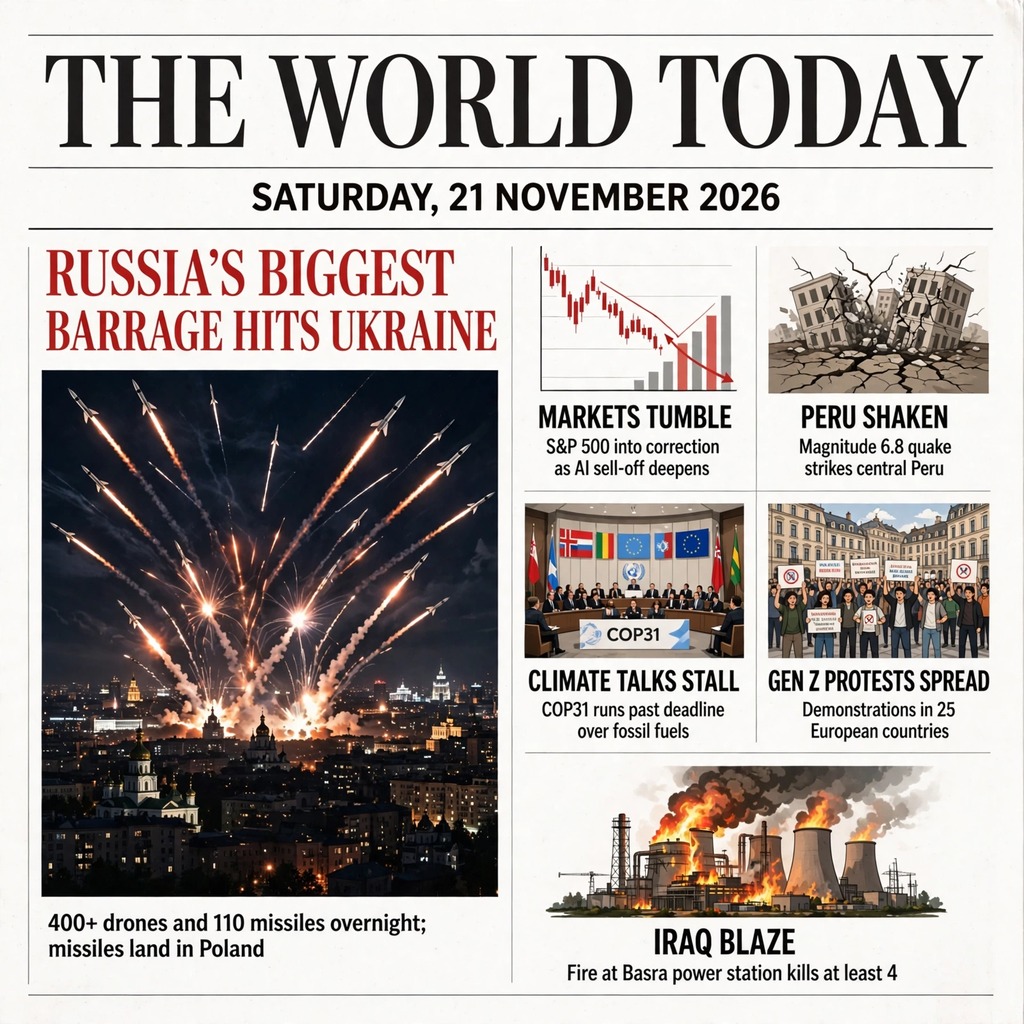 THE WORLD TODAY
SATURDAY, 21 NOVEMBER 2026
RUSSIA'S BIGGEST
BARRAGE HITS UKRAINE
400+ drones and 110 missiles overnight;
missiles land in Poland
MARKETS TUMBLE
S&P 500 into correction
as AI sell-off deepens
PERU SHAKEN
Magnitude 6.8 quake
strikes central Peru
COP31
CLIMATE TALKS STALL
COP31 runs past deadline
over fossil fuels
GEN Z PROTESTS SPREAD
Demonstrations in 25
European countries
IRAQ BLAZE
Fire at Basra power station kills at least 4